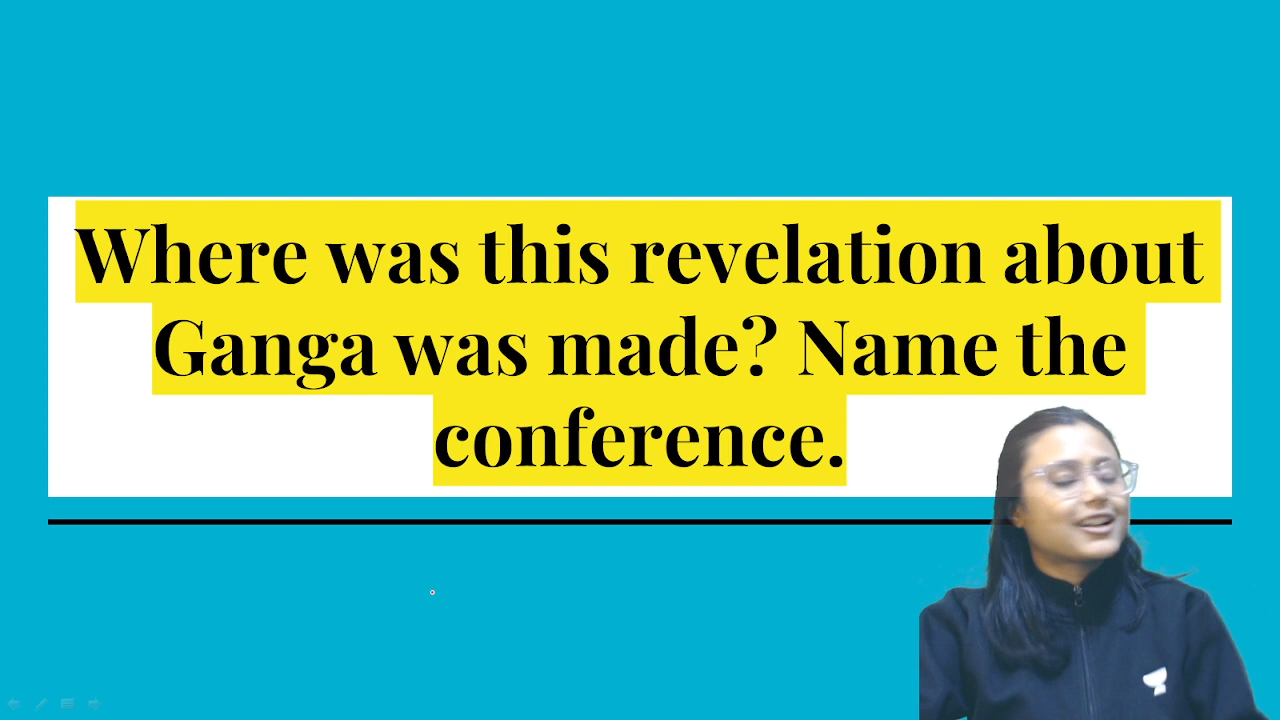 Where was this revelation about
Ganga was made? Name the
conference.